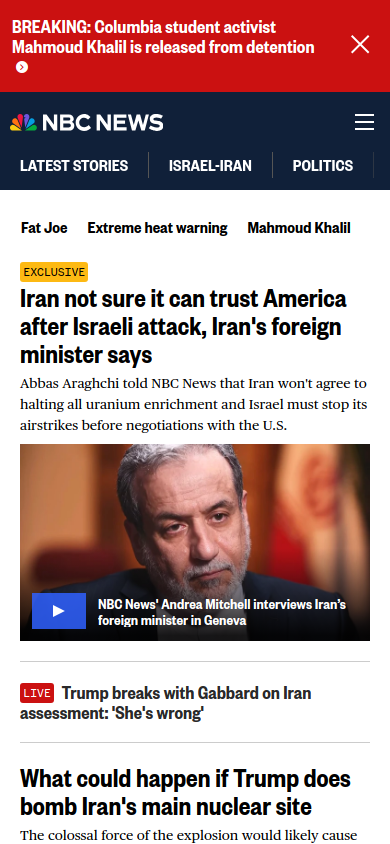 BREAKING: Columbia student activist
Mahmoud Khalil is released from detention
NBC NEWS
LATEST STORIES ISRAEL-IRAN POLITICS
Fat Joe Extreme heat warning Mahmoud Khalil
EXCLUSIVE
Iran not sure it can trust America
after Israeli attack, Iran's foreign
minister says
Abbas Araghchi told NBC News that Iran won't agree to
halting all uranium enrichment and Israel must stop its
airstrikes before negotiations with the U.S.
NBC News' Andrea Mitchell interviews Iran’s
foreign minister in Geneva
LIVE Trump breaks with Gabbard on Iran
assessment: 'She's wrong'
What could happen if Trump does
bomb Iran's main nuclear site
The colossal force of the explosion would likely cause